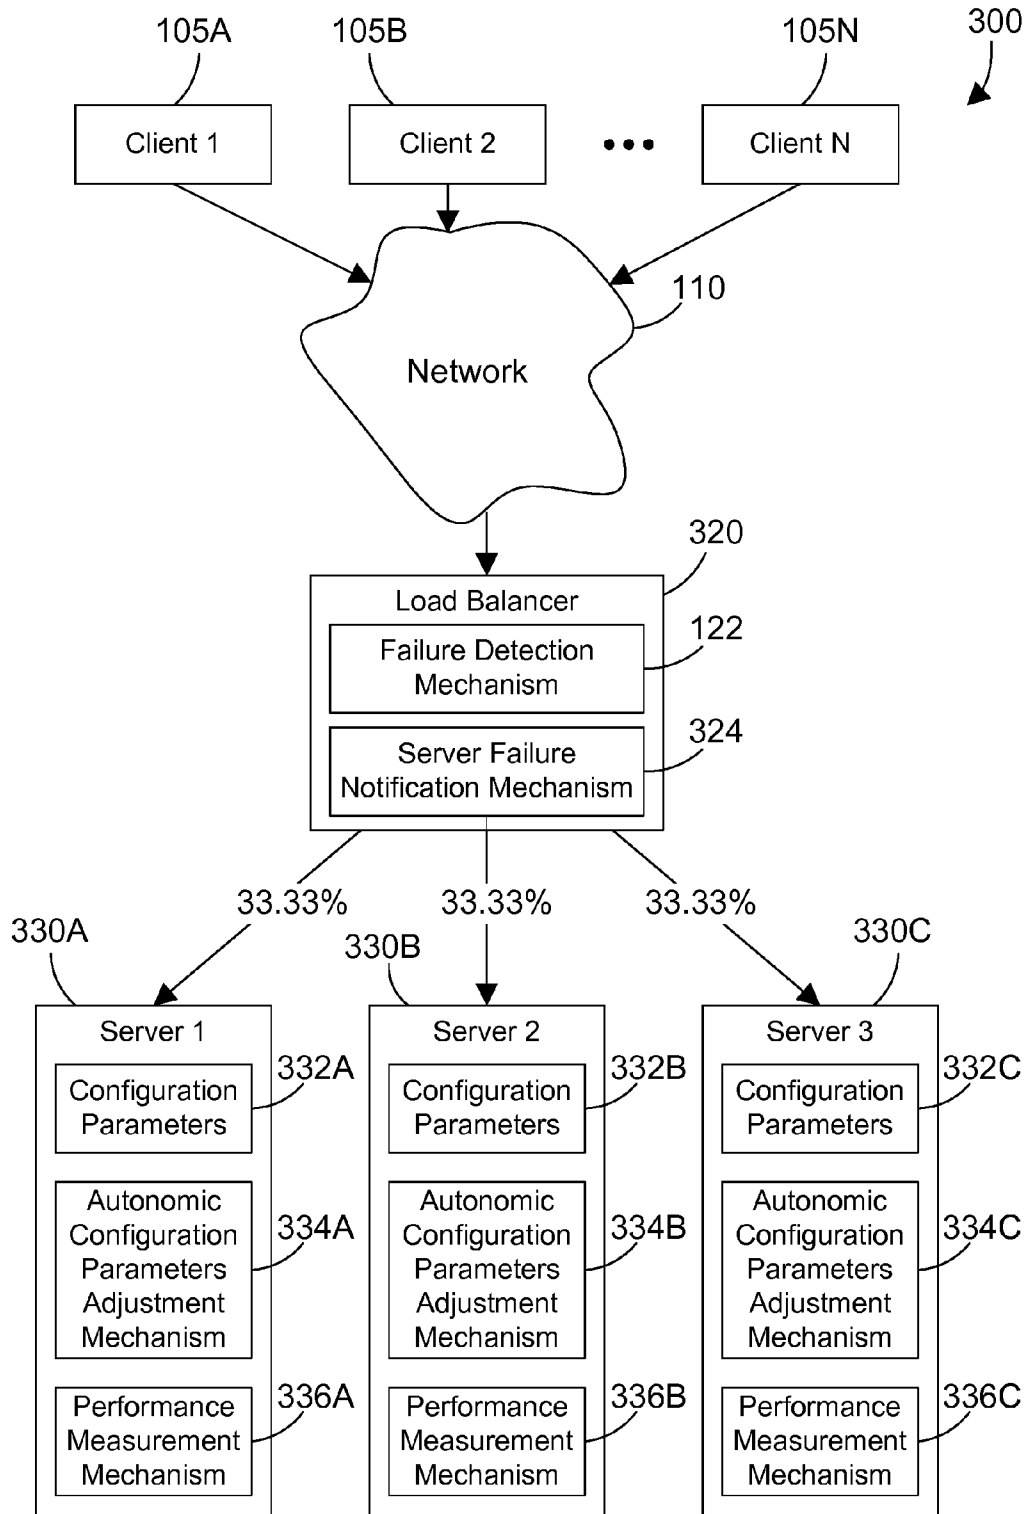 105A
105B
105N
300
Client 1
Client 2
Client N
110
Network
320
Load Balancer
122
Failure Detection
Mechanism
324
Server Failure
Notification Mechanism
33.33%
33.33%
33.33%
330A
330B
330C
Server 1
Server 2
Server 3
332A
332B
332C
Configuration
Parameters
Configuration
Parameters
Configuration
Parameters
334A
334B
334C
Autonomic
Configuration
Parameters
Adjustment
Mechanism
Autonomic
Configuration
Parameters
Adjustment
Mechanism
Autonomic
Configuration
Parameters
Adjustment
Mechanism
336A
336B
336C
Performance
Measurement
Mechanism
Performance
Measurement
Mechanism
Performance
Measurement
Mechanism